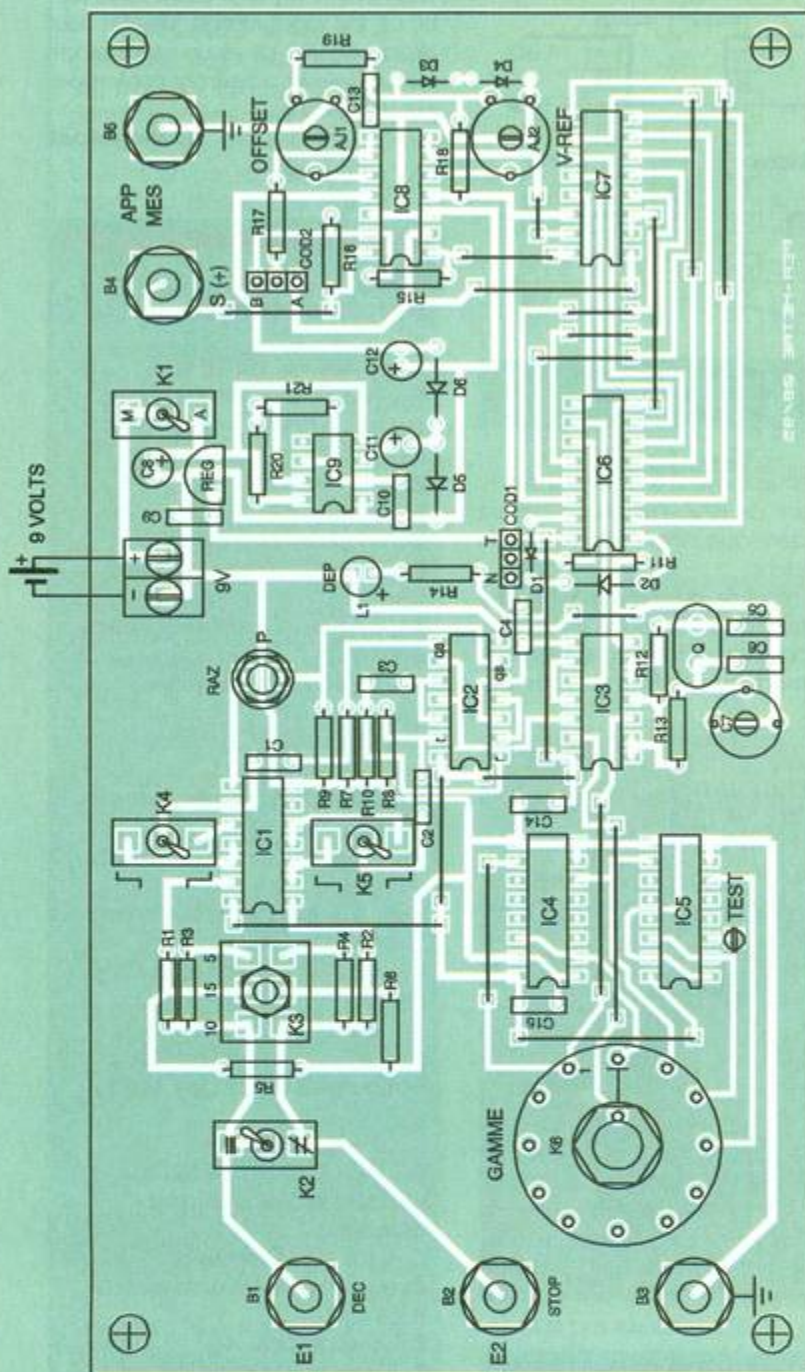 9 VOLTS
B5
APP
MES
B4
S (+)
K1
M
A
C8
REG
+
-
9V
R19
C13
D3
OFFSET
AJ1
AJ2
V-REF
R18
IC8
IC7
R17
COD2
B
A
R16
R15
C12
D6
R21
R20
IC9
C11
D5
C10
IC6
COD1
T
N
D1
R11
D2
DEP
L1
+
R14
C4
RAZ
P
Q8
Q8
IC2
IC3
R12
Q
R13
C7
K4
C1
R9
R7
R10
R8
IC1
K5
C2
C14
IC4
IC5
TEST
R1
R3
5
15
10
K3
R4
R2
R6
R5
C15
K2
GAMME
K6
B1
DEC
E1
B2
STOP
E2
B3